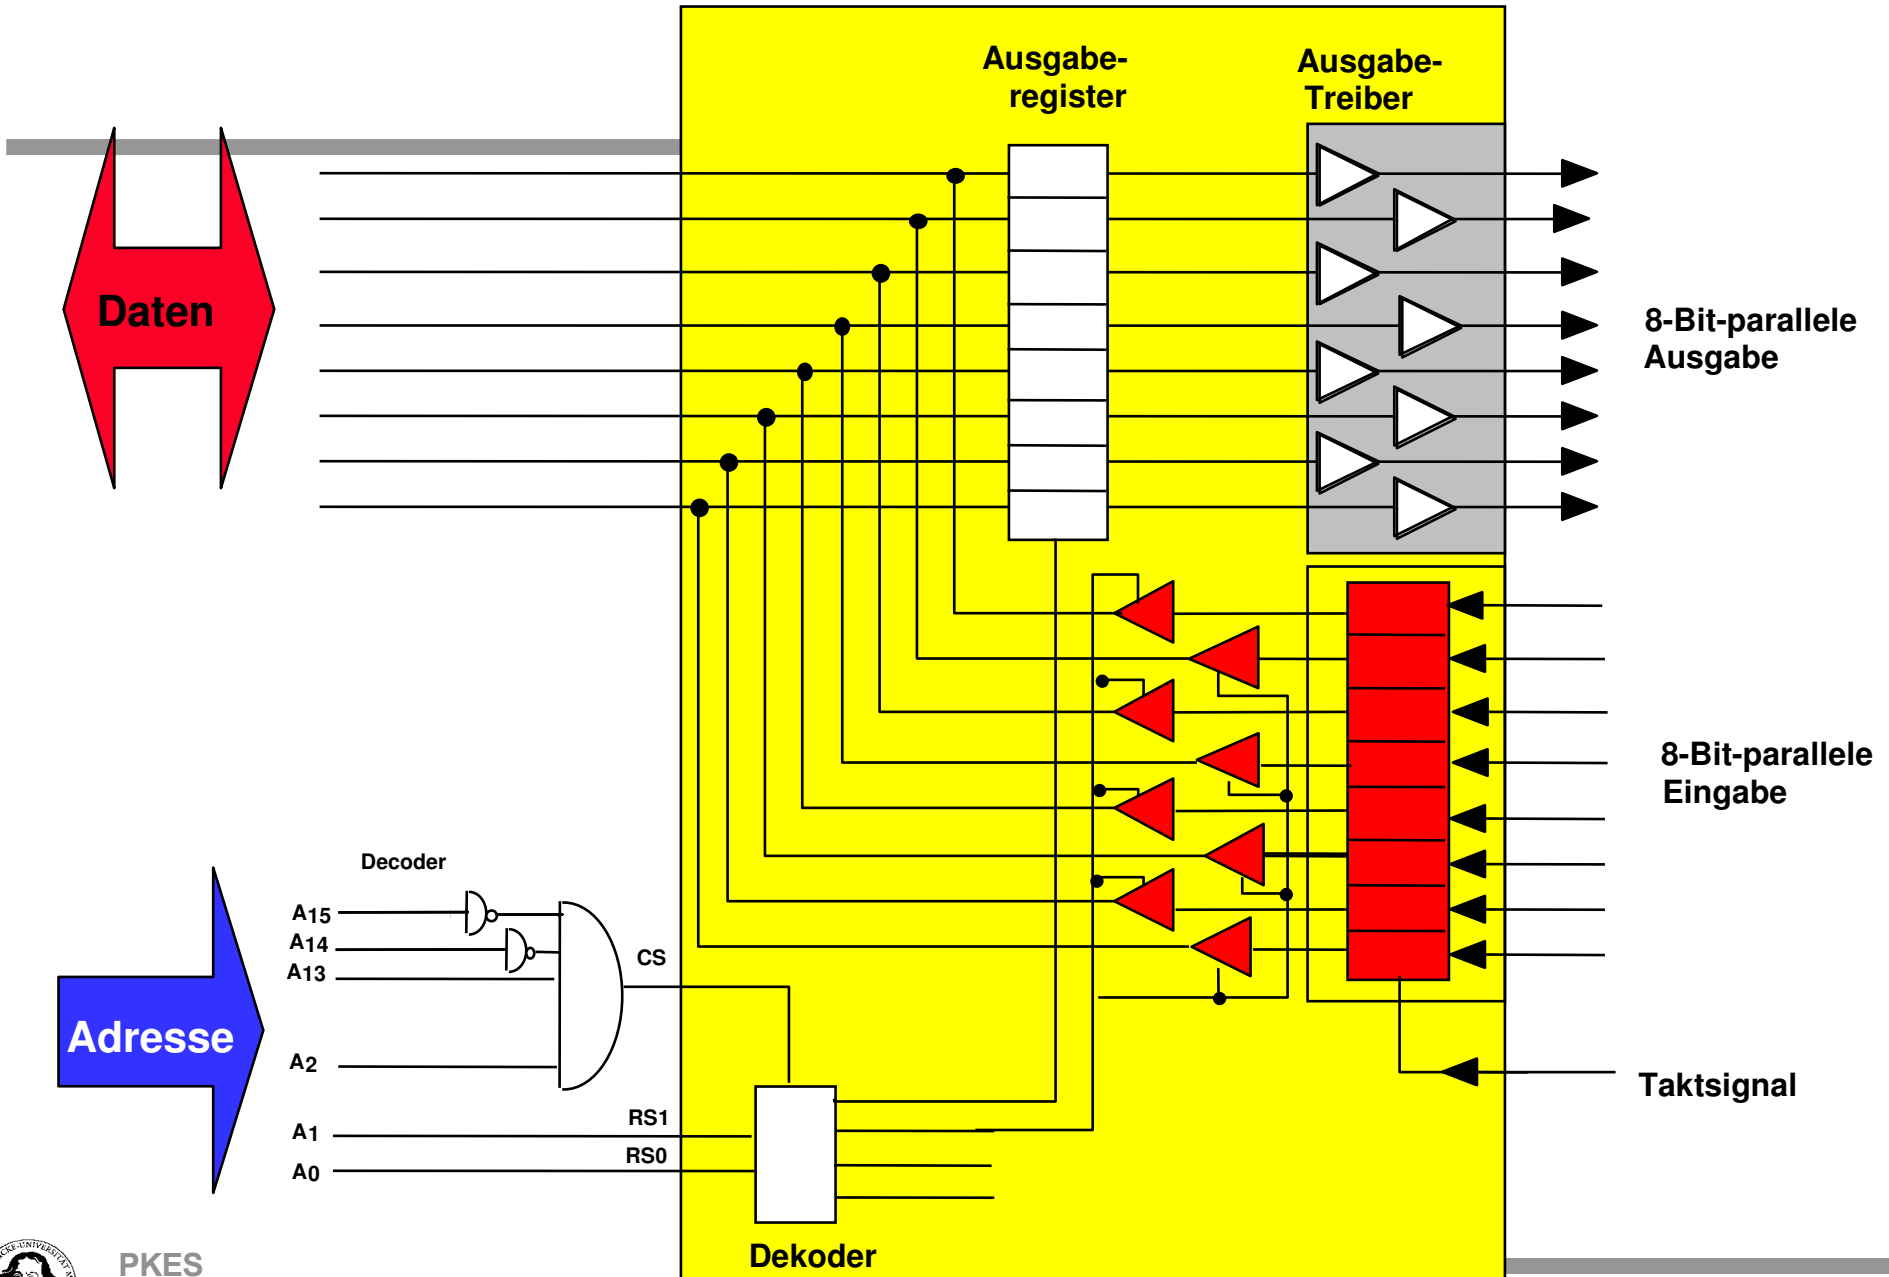 Ausgabe-
register
Ausgabe-
Treiber
Daten
8-Bit-parallele
Ausgabe
8-Bit-parallele
Eingabe
Decoder
A15
A14
A13
CS
Adresse
A2
Taktsignal
RS1
A1
RS0
A0
Dekoder
PKES